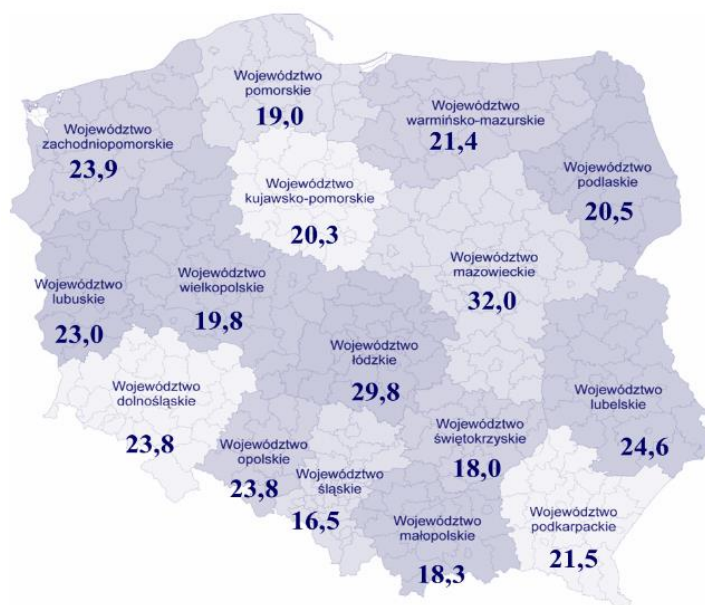 Województwo
pomorskie
19,0
Województwo
zachodniopomorskie
23,9
Województwo
warmińsko-mazurskie
21,4
Województwo
podlaskie
20,5
Województwo
kujawsko-pomorskie
20,3
Województwo
mazowieckie
32,0
Województwo
lubuskie
23,0
Województwo
wielkopolskie
19,8
Województwo
łódzkie
29,8
Województwo
dolnośląskie
23,8
Województwo
lubelskie
24,6
Województwo
opolskie
23,8
Województwo
śląskie
16,5
Województwo
świętokrzyskie
18,0
Województwo
małopolskie
18,3
Województwo
podkarpackie
21,5